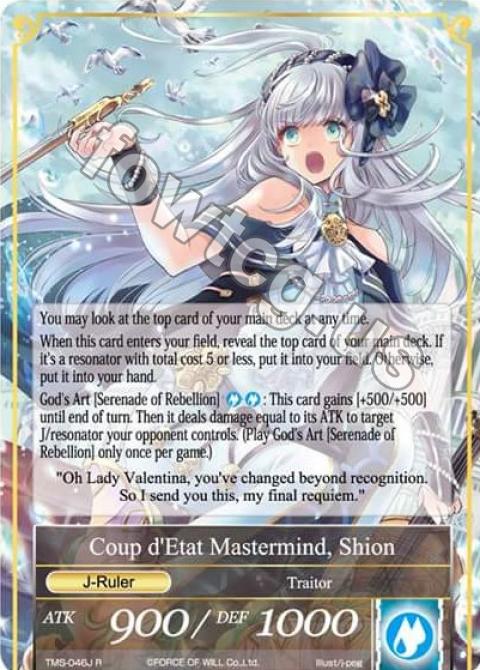 fowtcg.us
You may look at the top card of your main deck at any time.
When this card enters your field, reveal the top card of your main deck. If
it's a resonator with total cost 5 or less, put it into your field. Otherwise,
put it into your hand.
God's Art [Serenade of Rebellion] : This card gains [+500/+500]
until end of turn. Then it deals damage equal to its ATK to target
J/resonator your opponent controls. (Play God's Art [Serenade of
Rebellion] only once per game.)
"Oh Lady Valentina, you've changed beyond recognition.
So I send you this, my final requiem."
Coup d'Etat Mastermind, Shion
J-Ruler Traitor
ATK 900 / DEF 1000
TMS-046J R ©FORCE OF WILL Co.,Ltd. Illust/i-peg